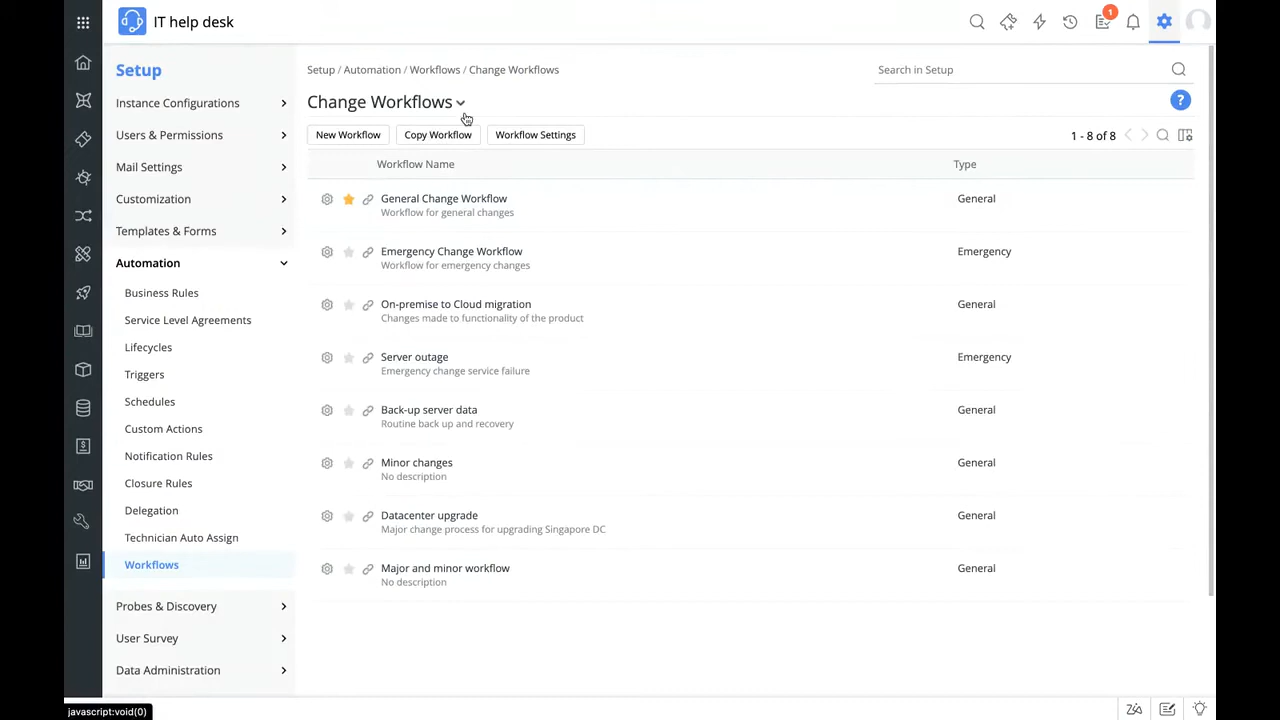 IT help desk
1
Setup
Instance Configurations
Users & Permissions
Mail Settings
Customization
Templates & Forms
Automation
Business Rules
Service Level Agreements
Lifecycles
Triggers
Schedules
Custom Actions
Notification Rules
Closure Rules
Delegation
Technician Auto Assign
Workflows
Probes & Discovery
User Survey
Data Administration
javascript:void(0)
Setup / Automation / Workflows / Change Workflows
Search in Setup
Change Workflows
?
New Workflow Copy Workflow Workflow Settings 1 - 8 of 8
Workflow Name Type
General Change Workflow General
Workflow for general changes
Emergency Change Workflow Emergency
Workflow for emergency changes
On-premise to Cloud migration General
Changes made to functionality of the product
Server outage Emergency
Emergency change service failure
Back-up server data General
Routine back up and recovery
Minor changes General
No description
Datacenter upgrade General
Major change process for upgrading Singapore DC
Major and minor workflow General
No description